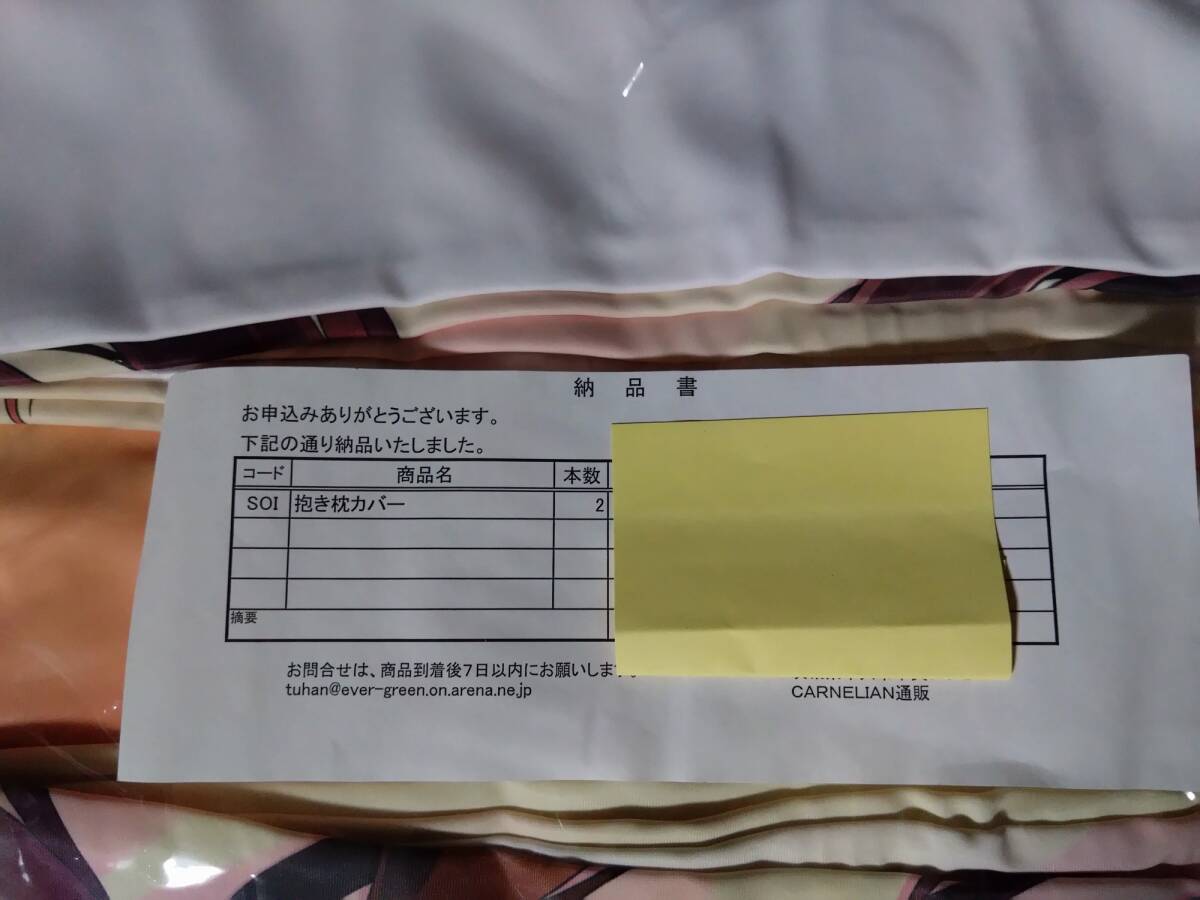 納品書
お申込みありがとうございます。
下記の通り納品いたしました。
コード 商品名 本数
SOI 抱き枕カバー 2
摘要
お問合せは、商品到着後7日以内にお願いします。
tuhan@ever-green.on.arena.ne.jp
CARNELIAN通販